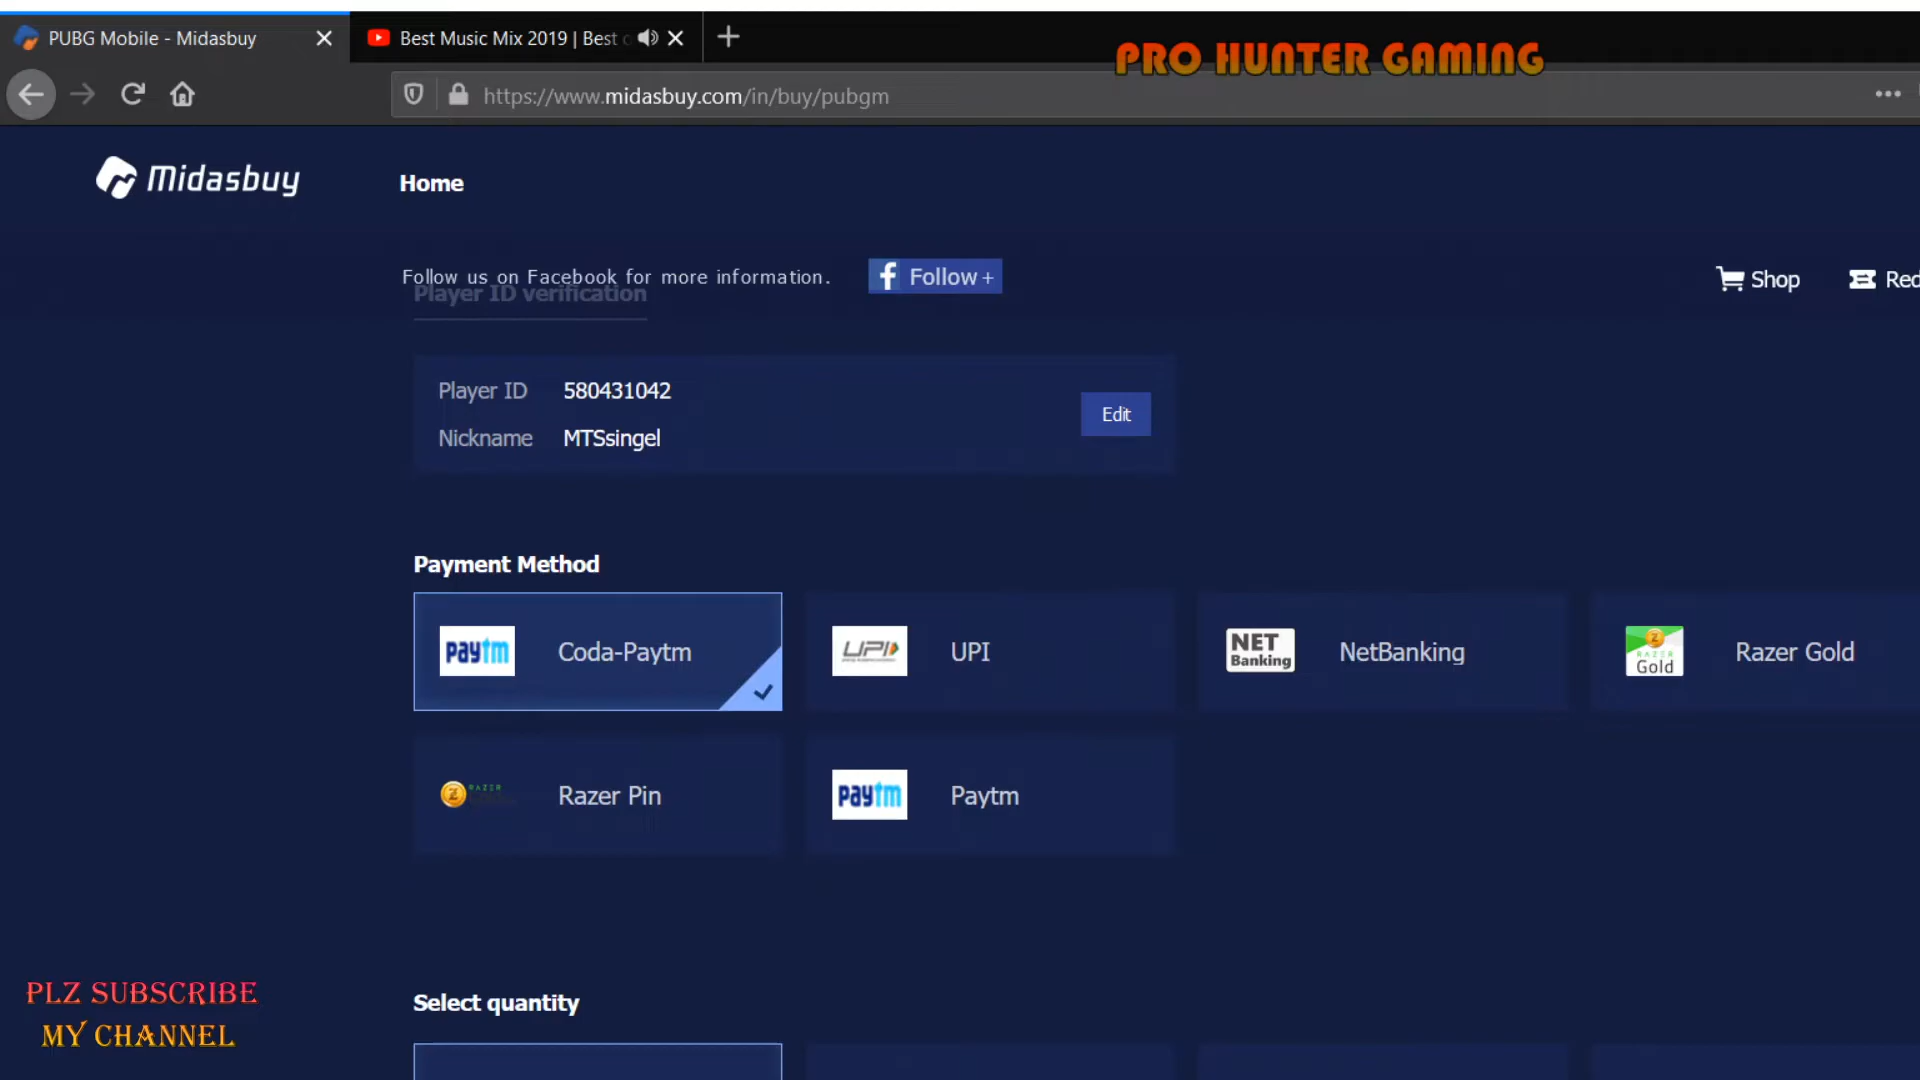 PUBG Mobile - Midasbuy
Best Music Mix 2019 | Best
PRO HUNTER GAMING
https://www.midasbuy.com/in/buy/pubgm
Midasbuy
Home
Follow us on Facebook for more information.
Follow +
Shop
Player ID verification
Player ID 580431042
Edit
Nickname MTSsingel
Payment Method
paytm Coda-Paytm
UPI UPI
NET Banking NetBanking
RAZER Gold Razer Gold
RAZER Razer Pin
paytm Paytm
PLZ SUBSCRIBE
MY CHANNEL
Select quantity